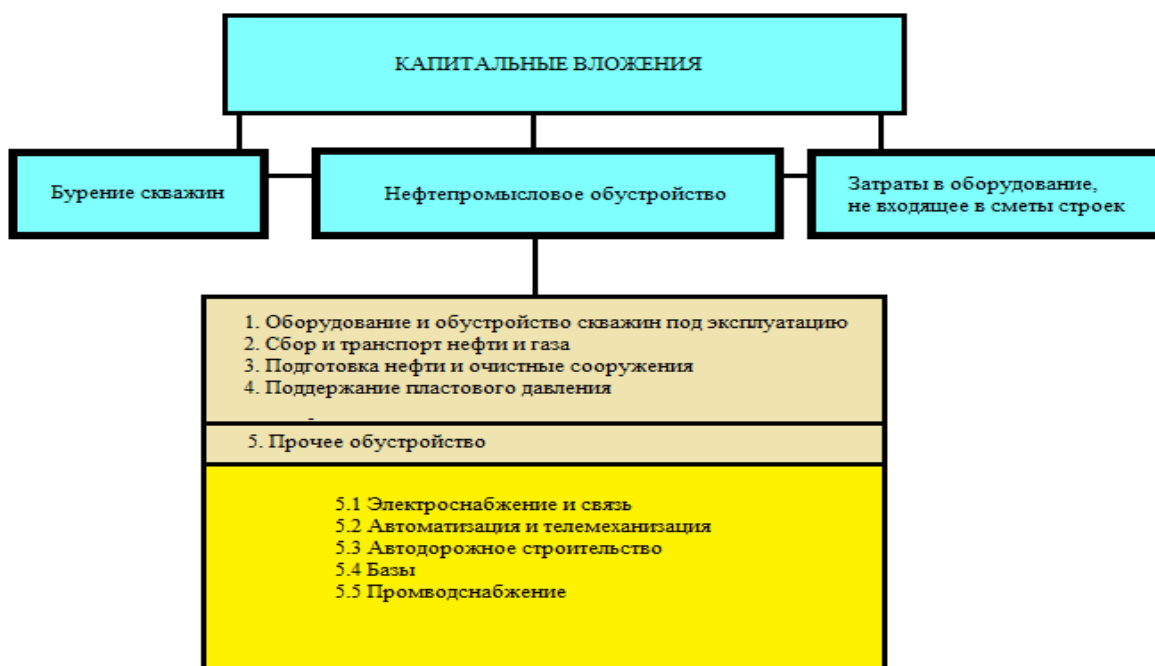 КАПИТАЛЬНЫЕ ВЛОЖЕНИЯ
Бурение скважин
Нефтепромысловое обустройство
Затраты в оборудование,
не входящее в сметы строек
1. Оборудование и обустройство скважин под эксплуатацию
2. Сбор и транспорт нефти и газа
3. Подготовка нефти и очистные сооружения
4. Поддержание пластового давления
5. Прочее обустройство
5.1 Электроснабжение и связь
5.2 Автоматизация и телемеханизация
5.3 Автодорожное строительство
5.4 Базы
5.5 Промводснабжение